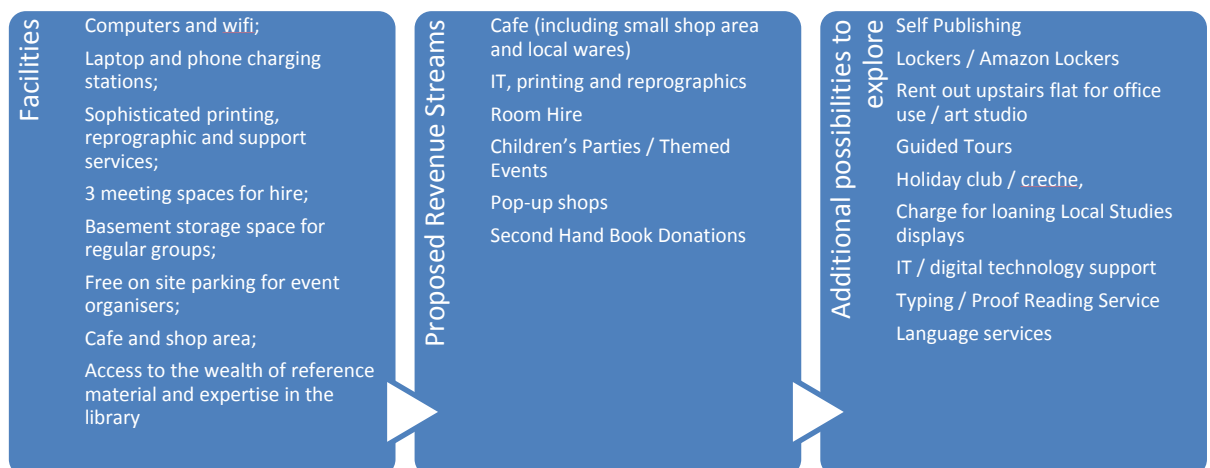 Facilities
Computers and wifi;
Laptop and phone charging
stations;
Sophisticated printing,
reprographic and support
services;
3 meeting spaces for hire;
Basement storage space for
regular groups;
Free on site parking for event
organisers;
Cafe and shop area;
Access to the wealth of reference
material and expertise in the
library
Proposed Revenue Streams
Cafe (including small shop area
and local wares)
IT, printing and reprographics
Room Hire
Children’s Parties / Themed
Events
Pop-up shops
Second Hand Book Donations
Additional possibilities to
explore
Self Publishing
Lockers / Amazon Lockers
Rent out upstairs flat for office
use / art studio
Guided Tours
Holiday club / creche,
Charge for loaning Local Studies
displays
IT / digital technology support
Typing / Proof Reading Service
Language services